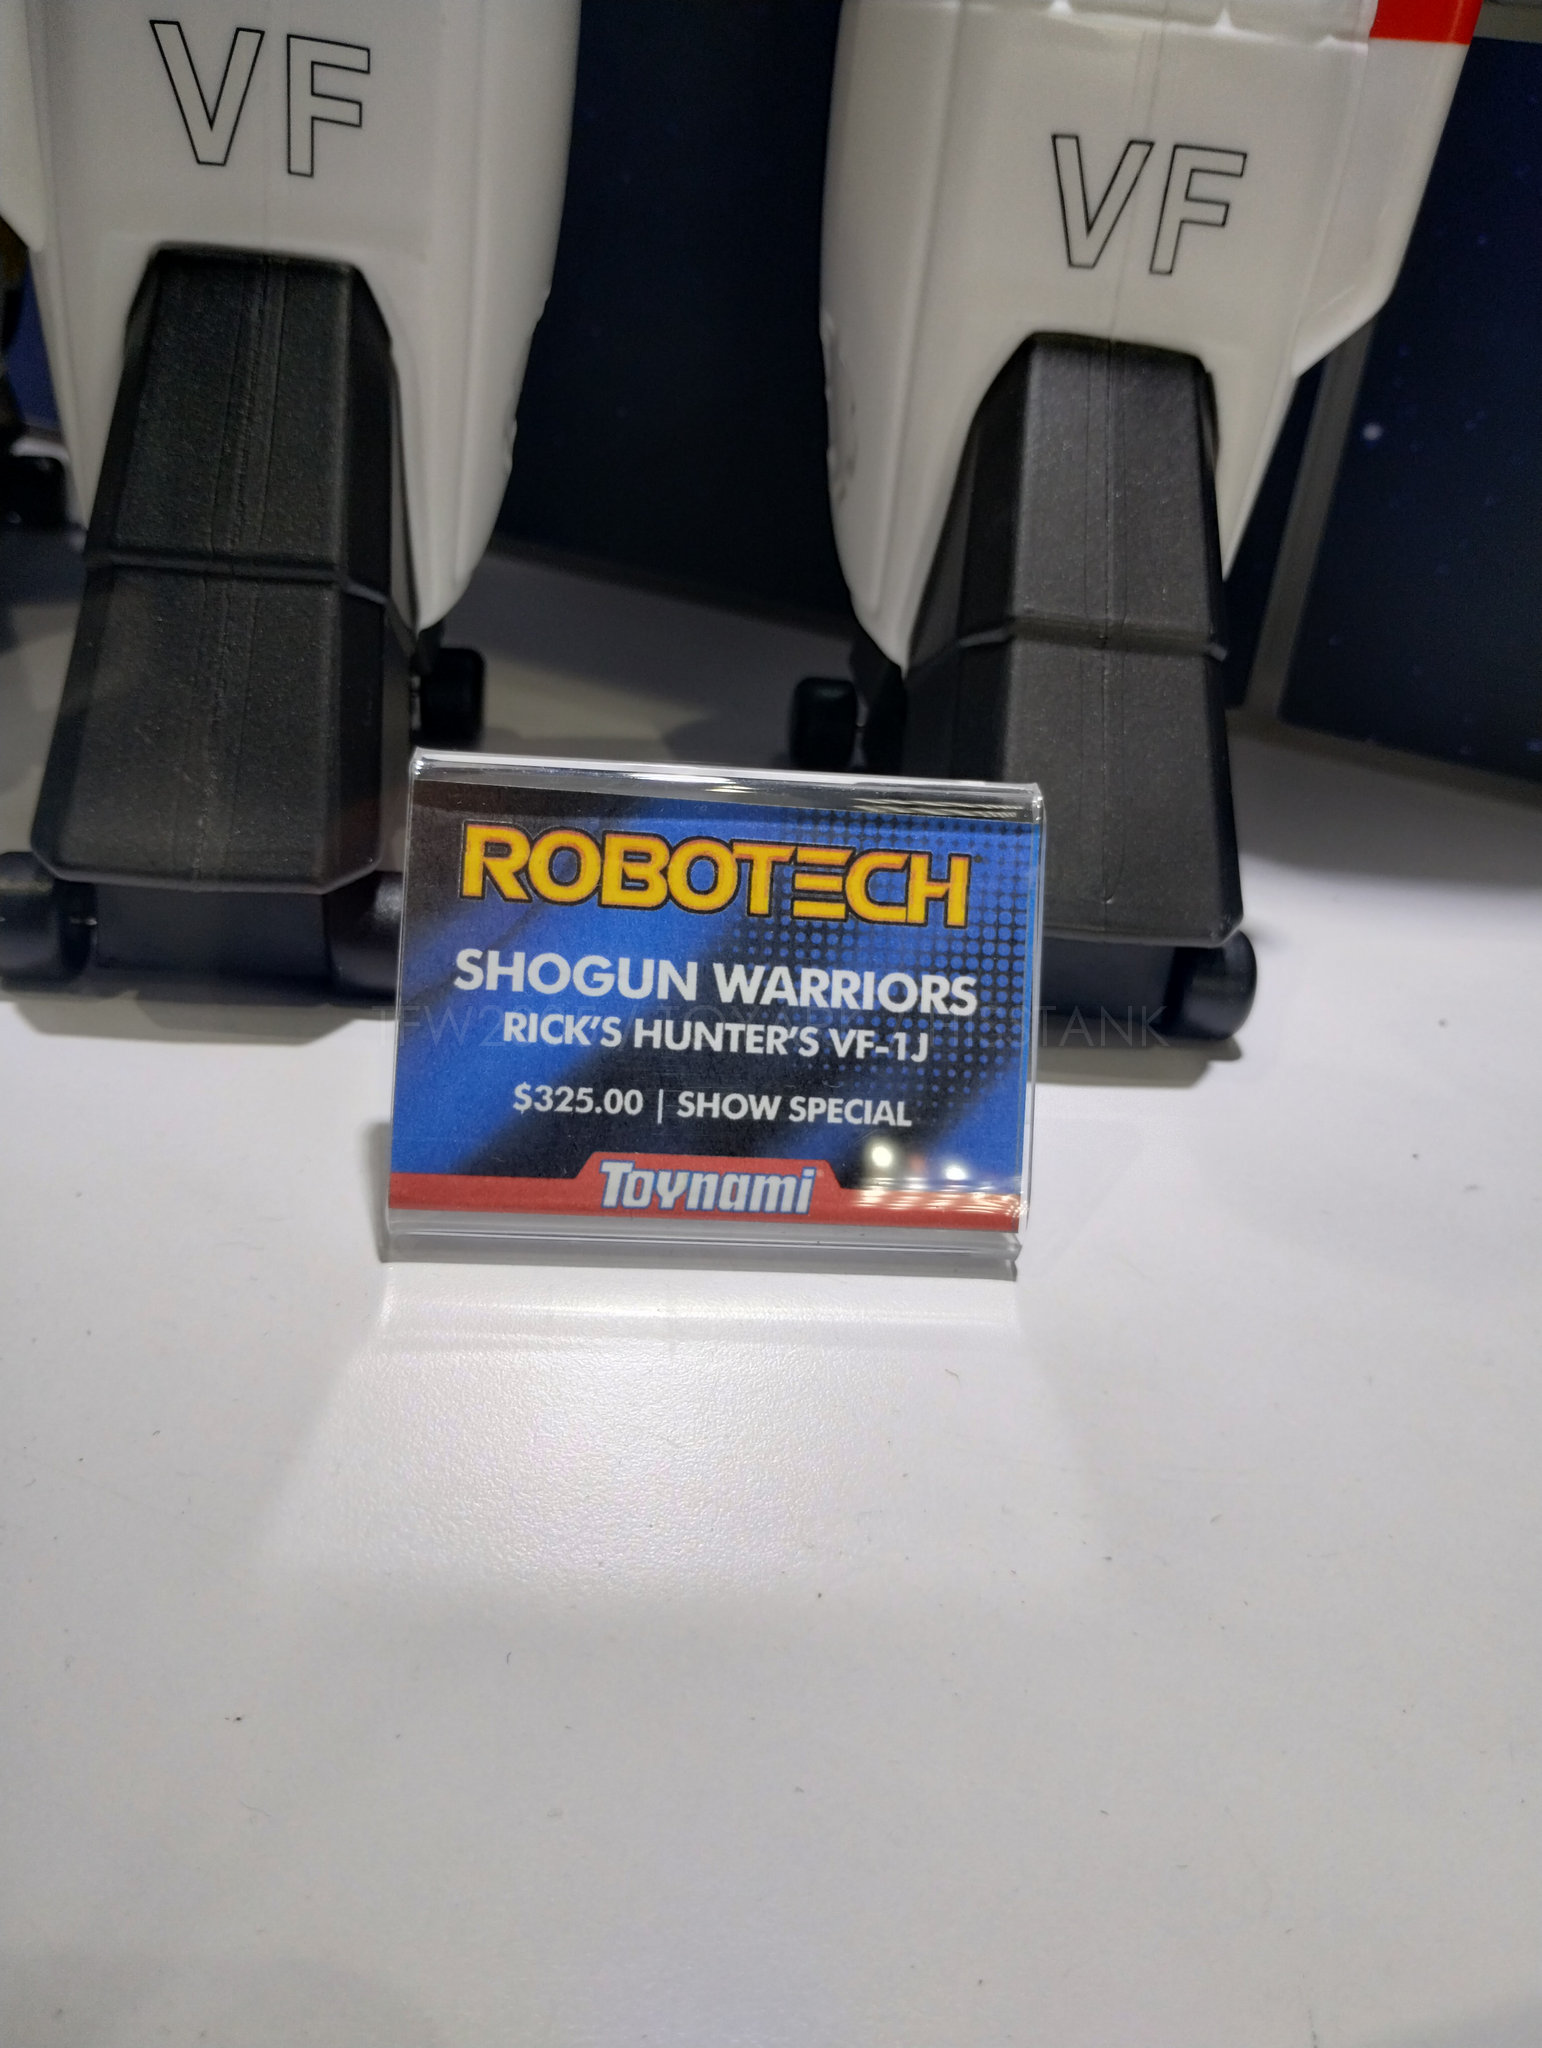 VF
VF
ROBOTECH
SHOGUN WARRIORS
RICK'S HUNTER'S VF-1J
$325.00 | SHOW SPECIAL
Toynami